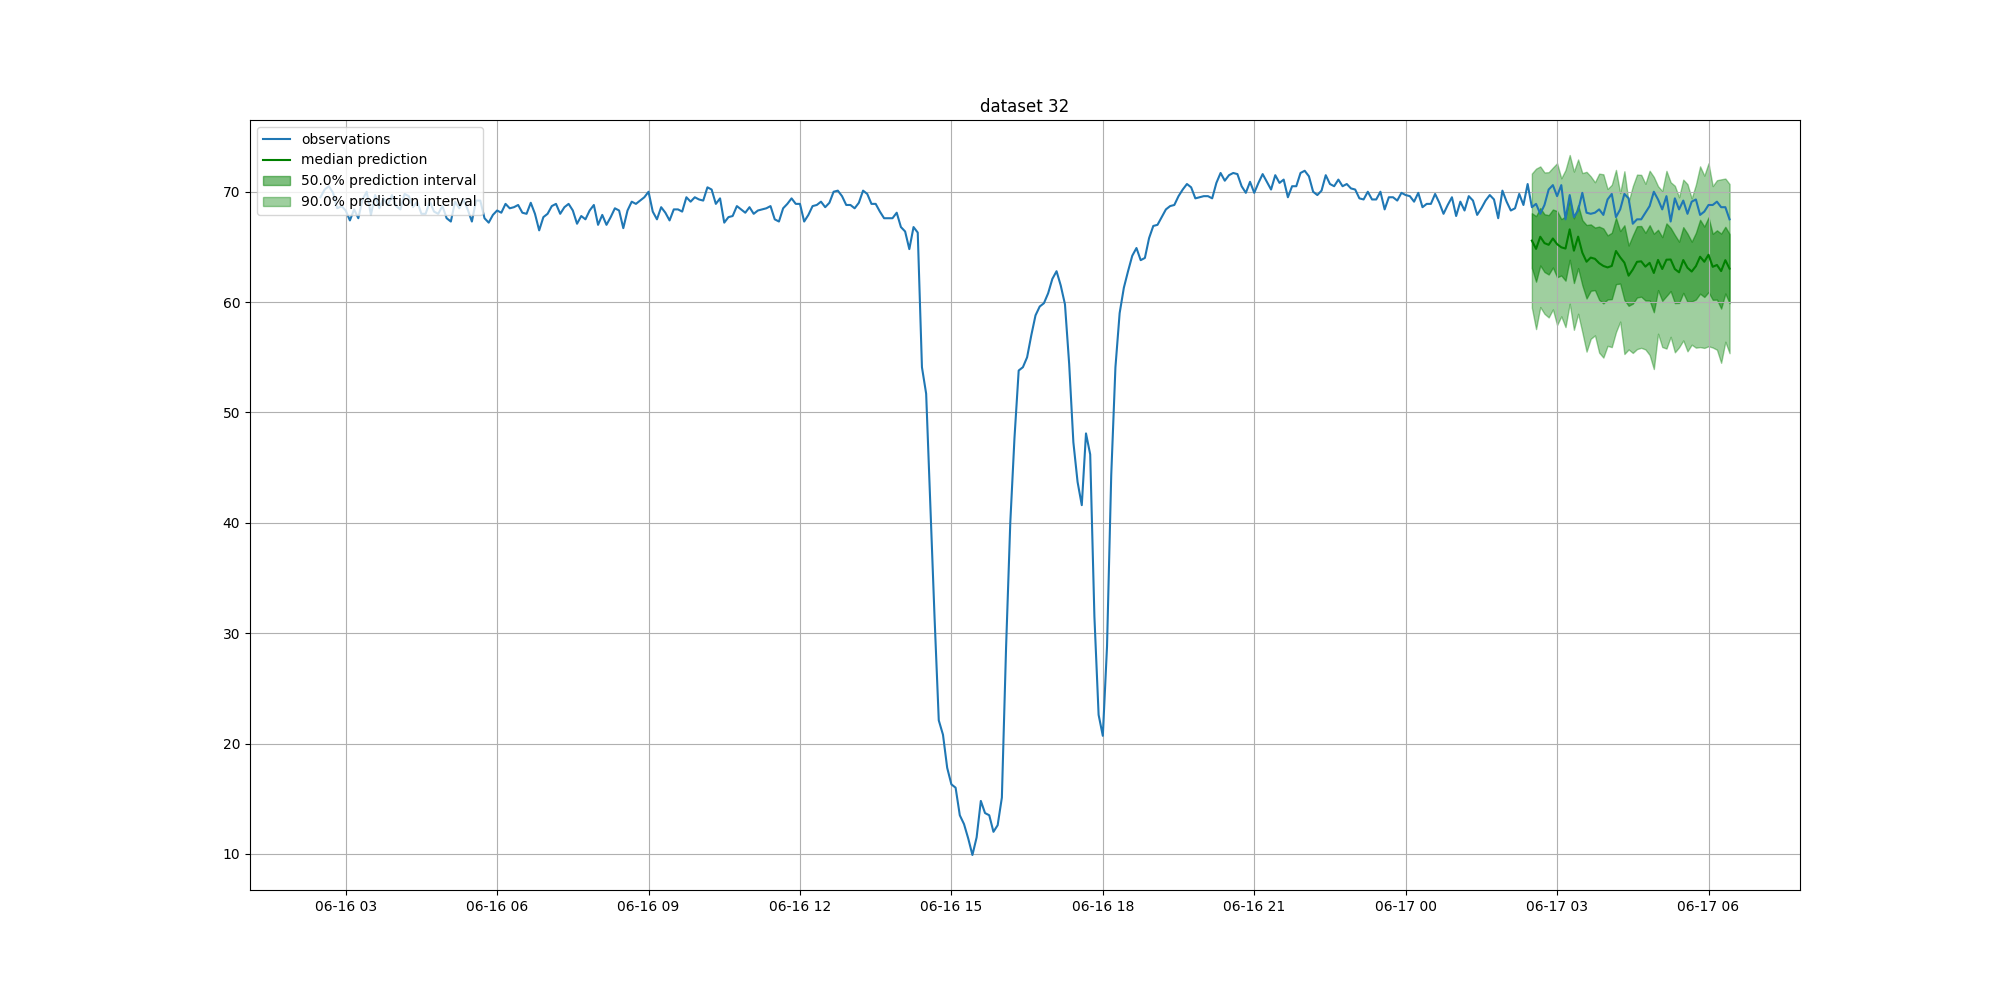 dataset 32
observations
median prediction
50.0% prediction interval
90.0% prediction interval
70
60
50
40
30
20
10
06-16 03 06-16 06 06-16 09 06-16 12 06-16 15 06-16 18 06-16 21 06-17 00 06-17 03 06-17 06